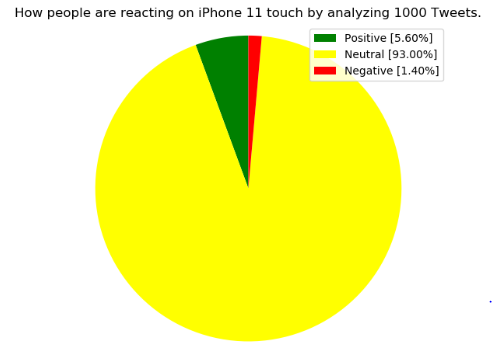 How people are reacting on iPhone 11 touch by analyzing 1000 Tweets.
Positive [5.60%]
Neutral [93.00%]
Negative [1.40%]